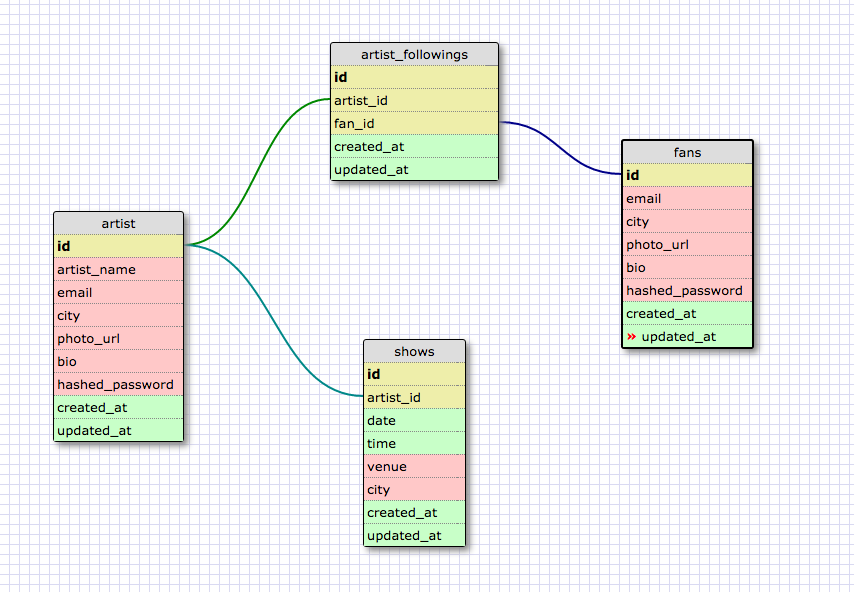 artist_followings
id
artist_id
fan_id
created_at
updated_at
fans
id
email
city
photo_url
bio
hashed_password
created_at
» updated_at
artist
id
artist_name
email
city
photo_url
bio
hashed_password
created_at
updated_at
shows
id
artist_id
date
time
venue
city
created_at
updated_at